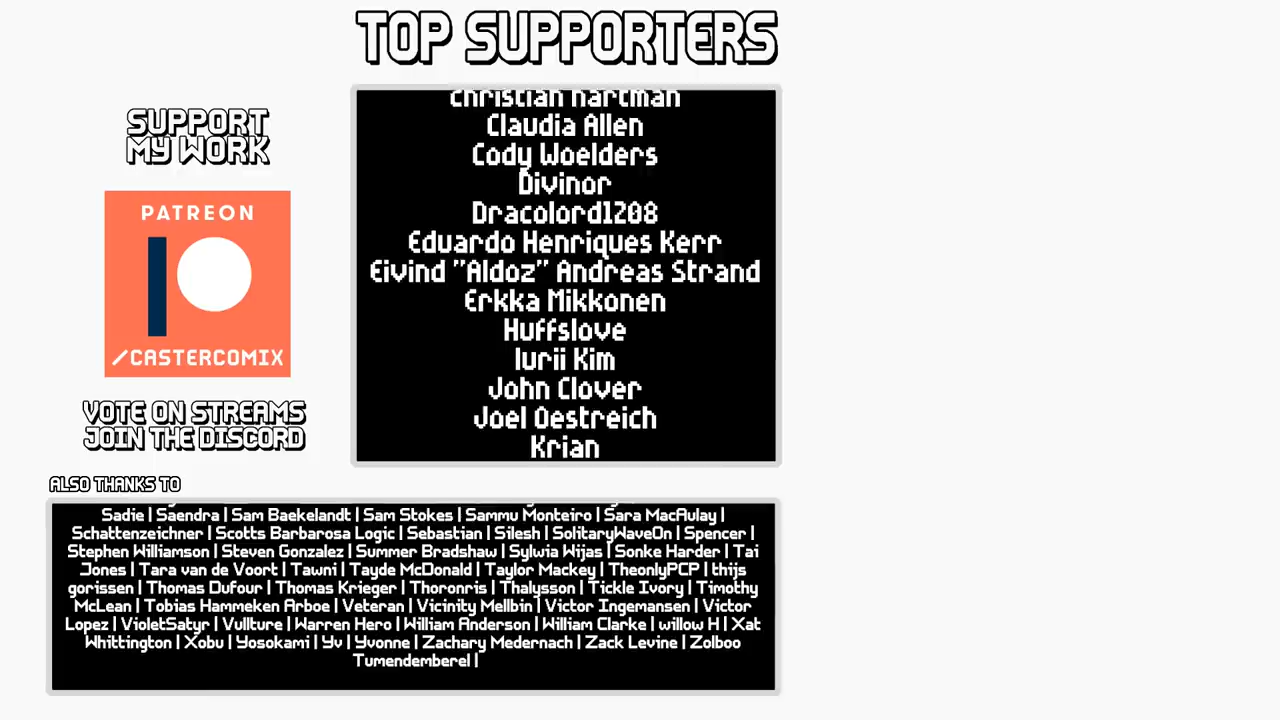 TOP SUPPORTERS
SUPPORT
MY WORK
PATREON
/CASTERCOMIX
VOTE ON STREAMS
JOIN THE DISCORD
Christian Hartman
Claudia Allen
Cody Woelders
Divinor
Dracolord1208
Eduardo Henriques Kerr
Eivind "Aldoz" Andreas Strand
Erkka Mikkonen
Huffslove
Iurii Kim
John Clover
Joel Oestreich
Krian
ALSO THANKS TO
Sadie | Saendra | Sam Baekelandt | Sam Stokes | Sammu Monteiro | Sara MacAulay |
Schattenzeichner | Scotts Barbarosa Logic | Sebastian | Silesh | SolitaryWaveOn | Spencer |
Stephen Williamson | Steven Gonzalez | Summer Bradshaw | Sylwia Wijas | Sonke Harder | Tai
Jones | Tara van de Voort | Tawni | Tayde McDonald | Taylor Mackey | TheonlyPCP | thijs
gorissen | Thomas Dufour | Thomas Krieger | Thoronris | Thalysson | Tickle Ivory | Timothy
McLean | Tobias Hammeken Arboe | Veteran | Vicinity Mellbin | Victor Ingemansen | Victor
Lopez | VioletSatyr | Vullture | Warren Hero | William Anderson | William Clarke | willow H | Xat
Whittington | Xobu | Yosokami | Yv | Yvonne | Zachary Medernach | Zack Levine | Zolboo
Tumendemberel |